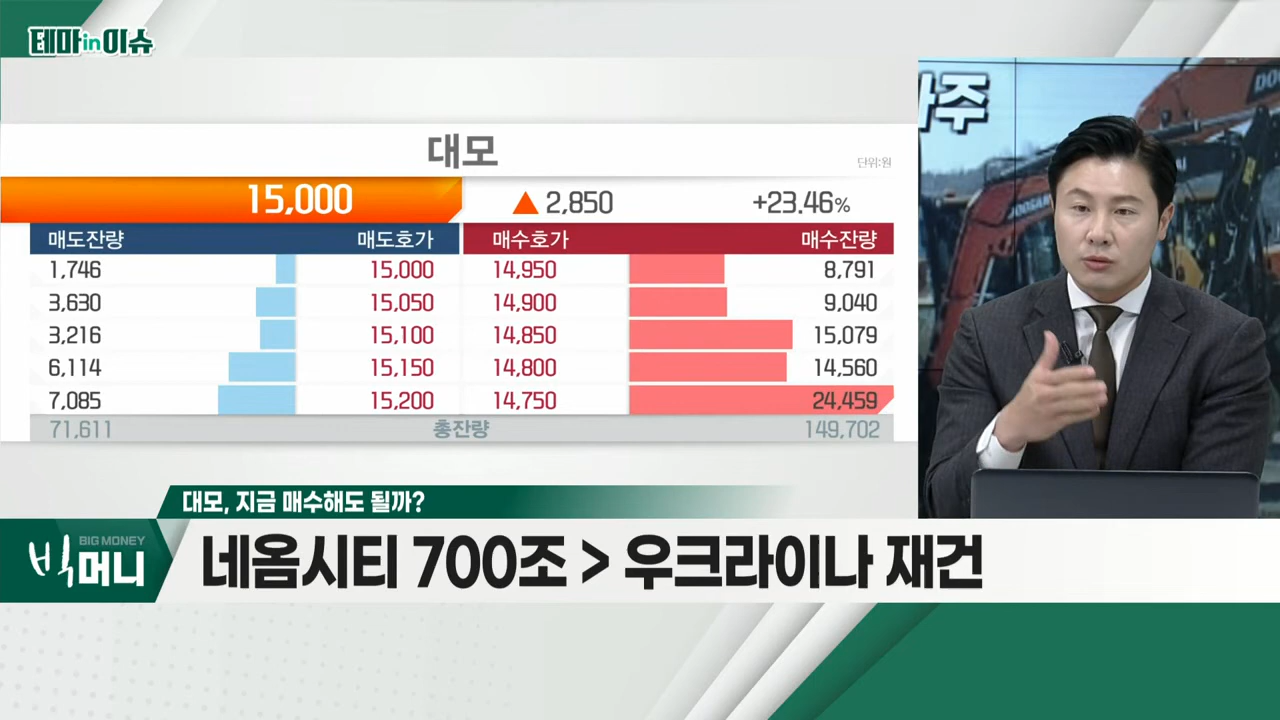 테마in이슈
대모
단위:원
15,000 ▲ 2,850 +23.46%
매도잔량 매도호가 매수호가 매수잔량
1,746 15,000 14,950 8,791
3,630 15,050 14,900 9,040
3,216 15,100 14,850 15,079
6,114 15,150 14,800 14,560
7,085 15,200 14,750 24,459
71,611 총잔량 149,702
대모, 지금 매수해도 될까?
BIG MONEY
빅머니
네옴시티 700조 > 우크라이나 재건